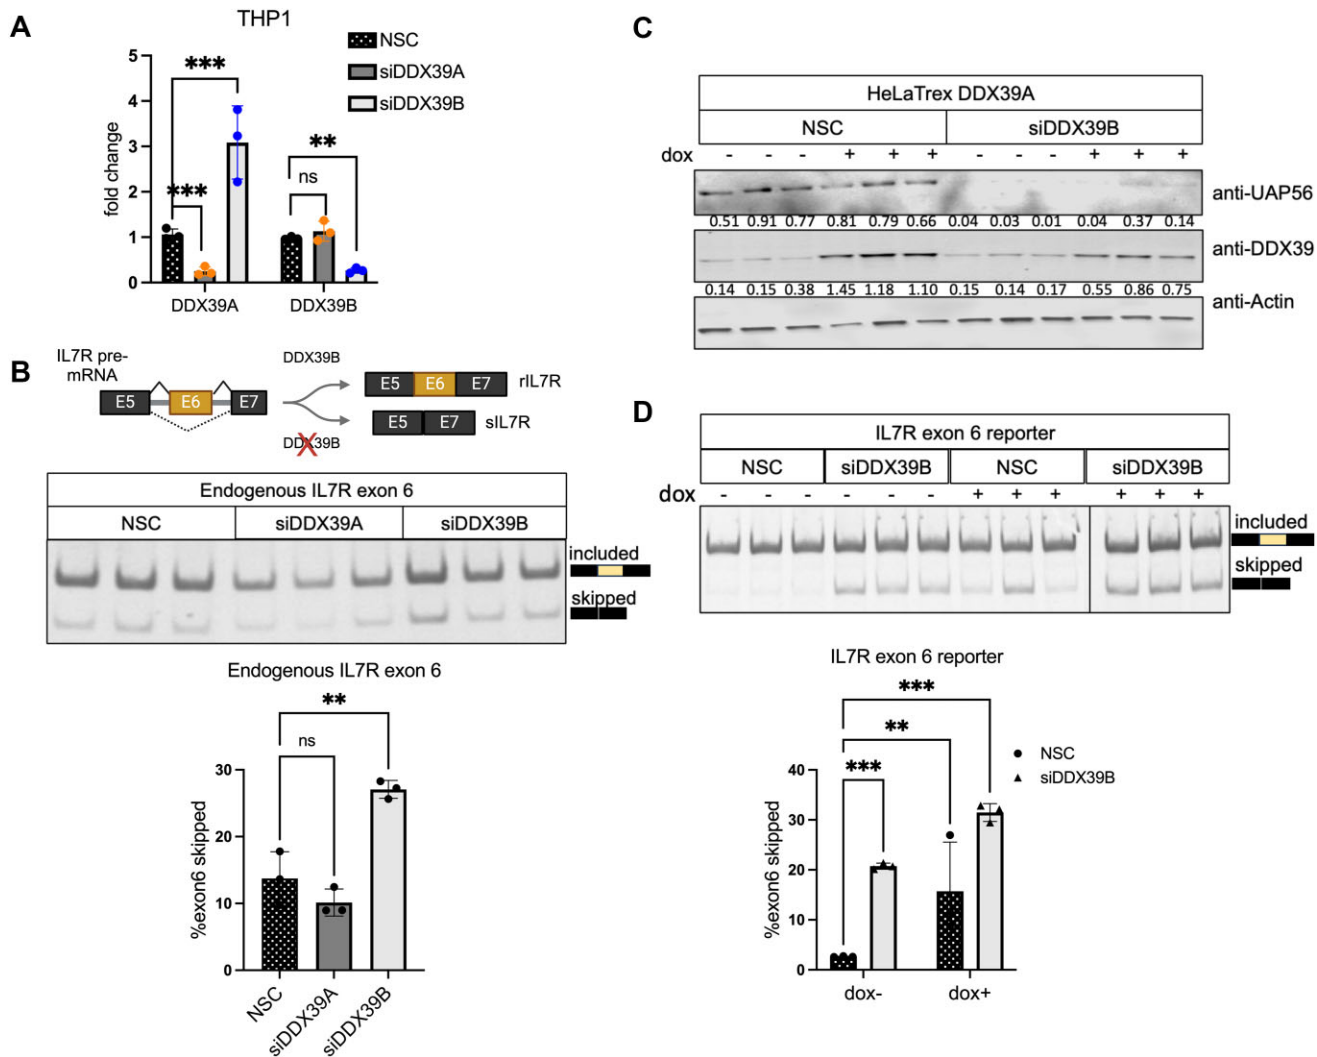 A
THP1
NSC
siDDX39A
siDDX39B
fold change
5
4
3
2
1
0
***
***
**
ns
DDX39A
DDX39B
B
IL7R pre-
mRNA
E5 E6 E7
DDX39B
DDX39B
E5 E6 E7 rIL7R
E5 E7 sIL7R
Endogenous IL7R exon 6
NSC siDDX39A siDDX39B
included
skipped
Endogenous IL7R exon 6
**
ns
%exon6 skipped
30
20
10
0
NSC
siDDX39A
siDDX39B
C
HeLaTrex DDX39A
NSC siDDX39B
dox - - - + + + - - - + + +
anti-UAP56
0.51 0.91 0.77 0.81 0.79 0.66 0.04 0.03 0.01 0.04 0.37 0.14
anti-DDX39
0.14 0.15 0.38 1.45 1.18 1.10 0.15 0.14 0.17 0.55 0.86 0.75
anti-Actin
D
IL7R exon 6 reporter
NSC siDDX39B NSC siDDX39B
dox - - - - - - + + + + + +
included
skipped
IL7R exon 6 reporter
***
**
***
NSC
siDDX39B
%exon6 skipped
40
30
20
10
0
dox-
dox+